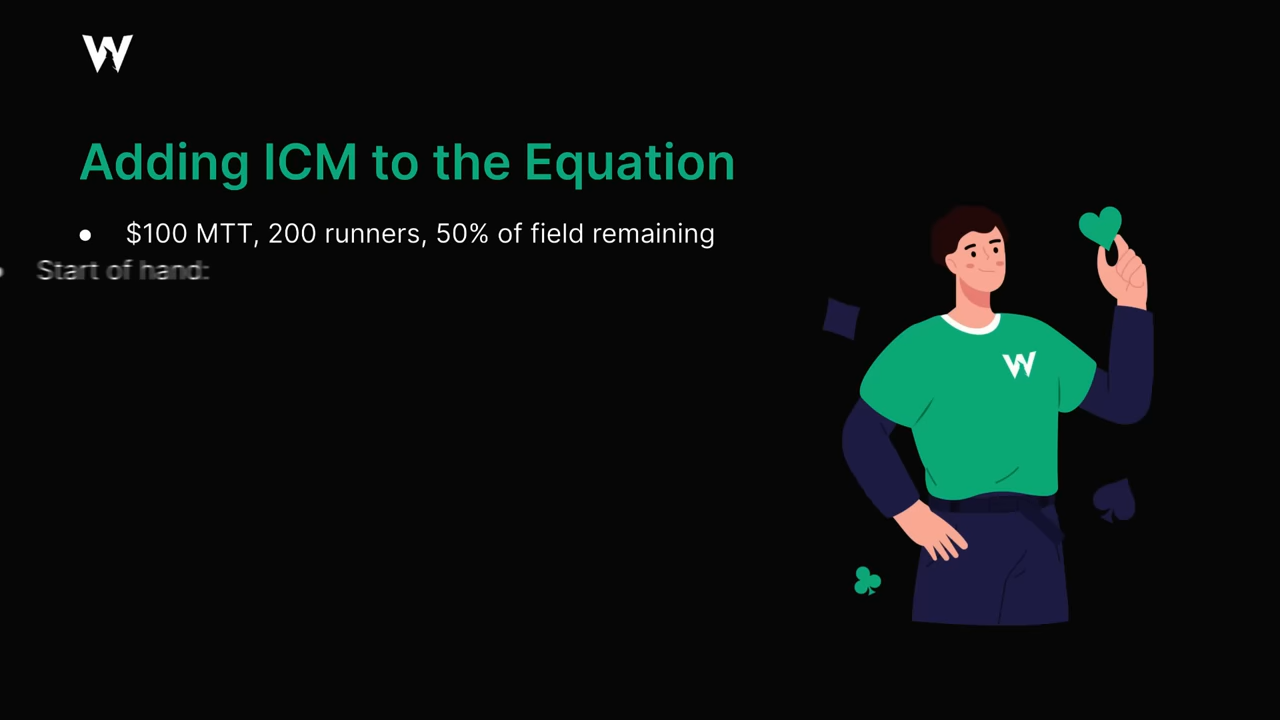 W
Adding ICM to the Equation
• $100 MTT, 200 runners, 50% of field remaining
• Start of hand:
W